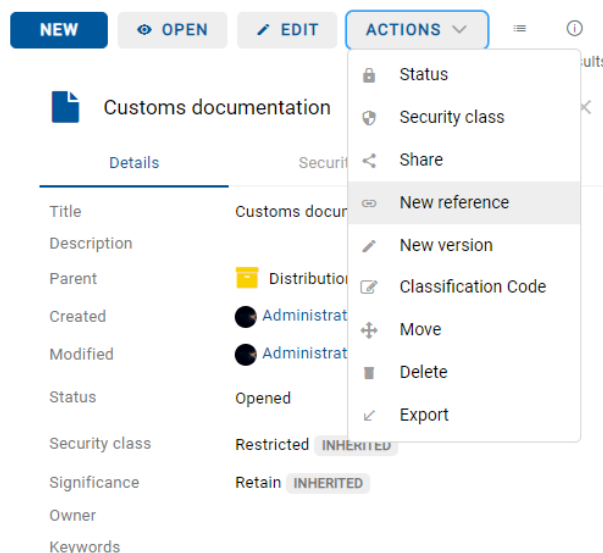 NEW OPEN EDIT ACTIONS
Status
Customs documentation
Security class
Details
Share
Title Customs
New reference
Description
New version
Parent
Classification Code
Created
Move
Modified
Delete
Status Opened
Export
Security class Restricted INHERITED
Significance Retain INHERITED
Owner
Keywords